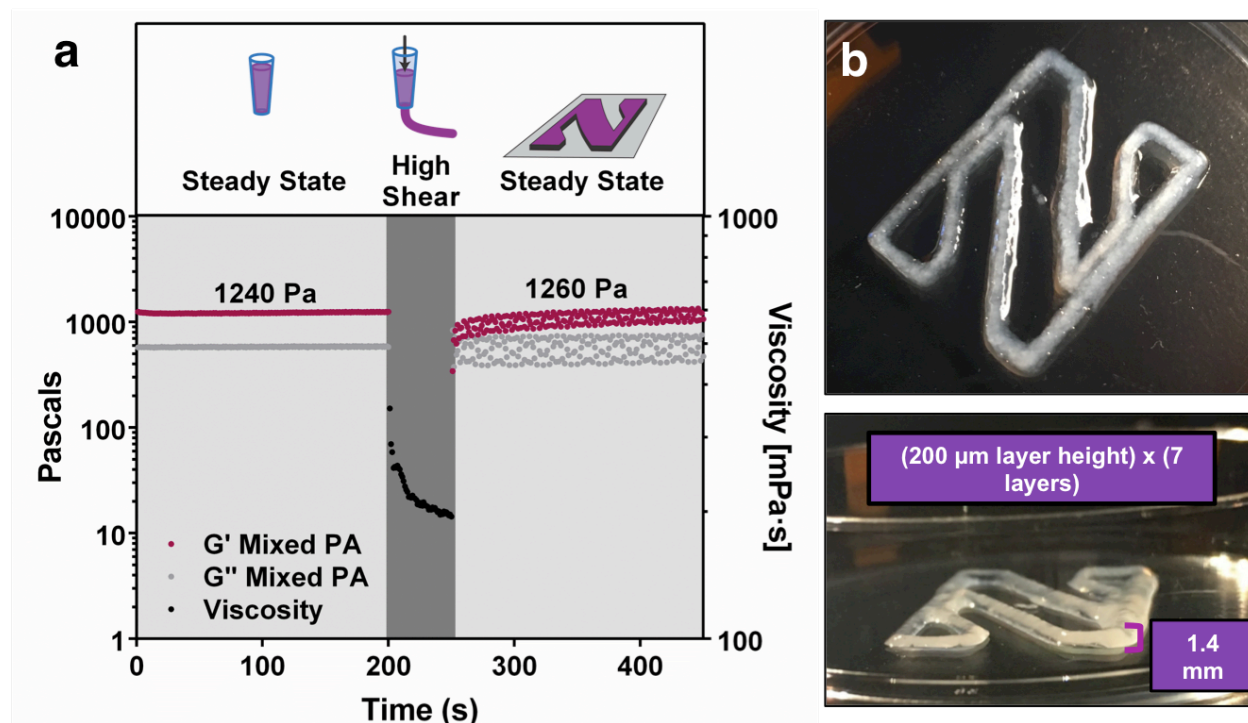 a
Steady State
High
Shear
Steady State
10000
1000
100
10
1
Pascals
1240 Pa
1260 Pa
G' Mixed PA
G" Mixed PA
Viscosity
0
100
200
300
400
Time (s)
1000
100
Viscosity [mPa·s]
b
(200 µm layer height) x (7
layers)
1.4
mm